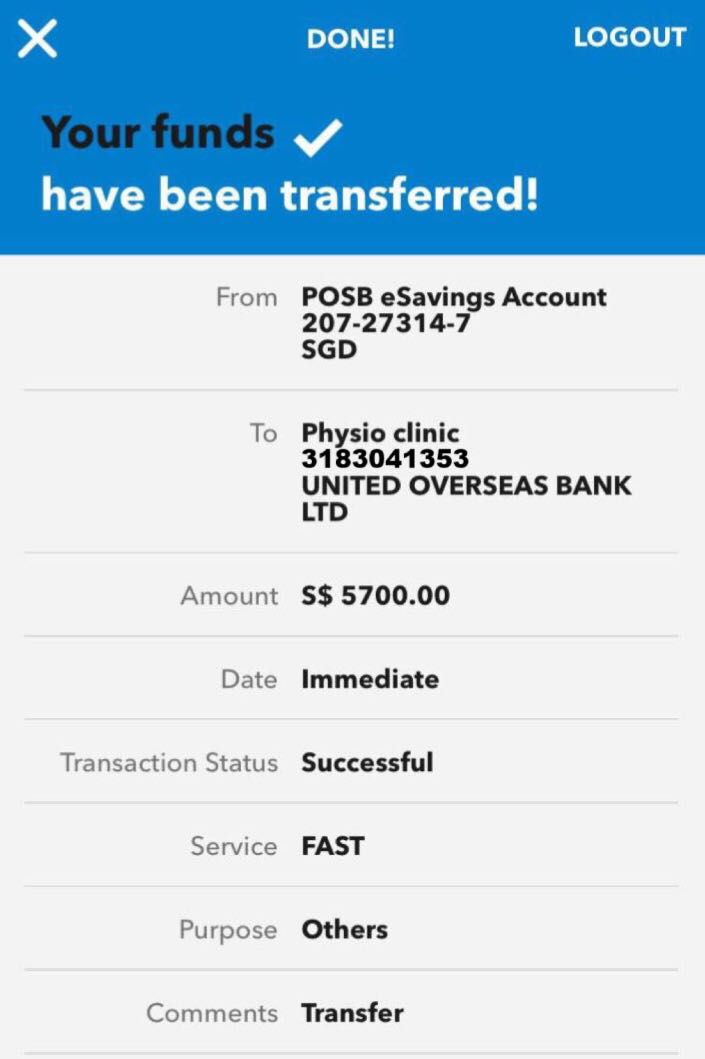 DONE!
LOGOUT
Your funds
have been transferred!
From POSB eSavings Account
207-27314-7
SGD
To Physio clinic
3183041353
UNITED OVERSEAS BANK
LTD
Amount S$ 5700.00
Date Immediate
Transaction Status Successful
Service FAST
Purpose Others
Comments Transfer